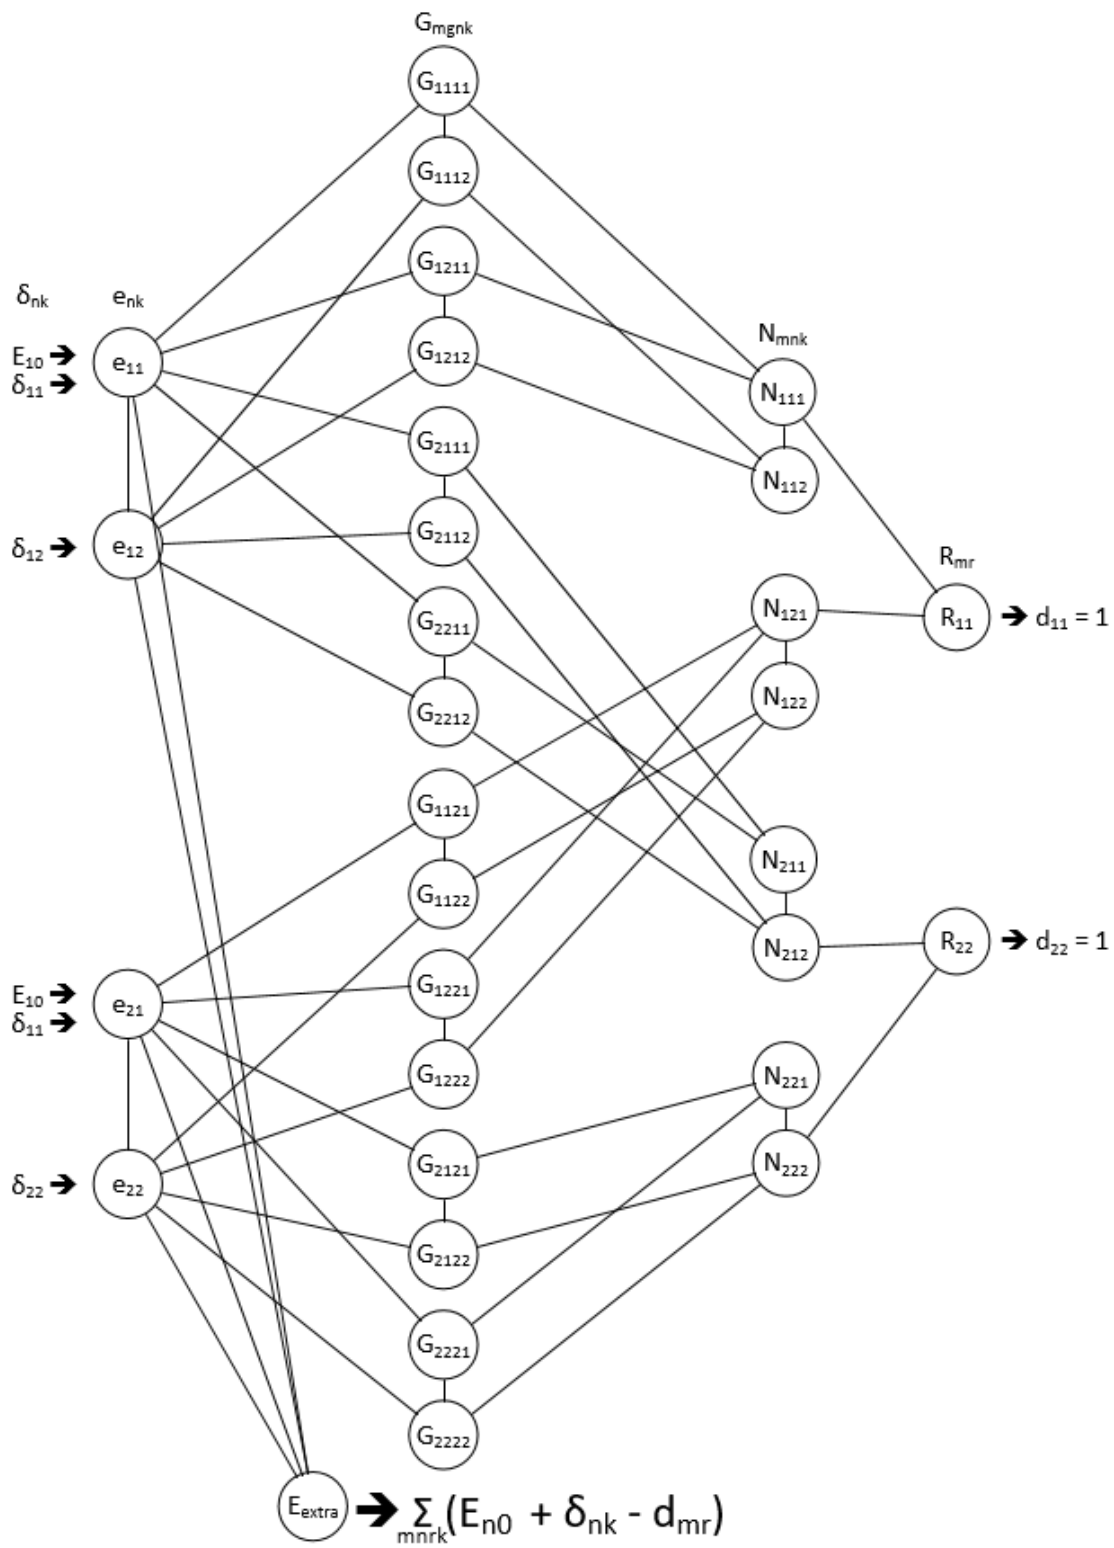 Gₘgₙₖ
G₁₁₁₁
G₁₁₁₂
G₁₂₁₁
δₙₖ eₙₖ
G₁₂₁₂
Nₘₙₖ
E₁₀ ➔
δ₁₁ ➔
e₁₁
N₁₁₁
G₂₁₁₁
N₁₁₂
G₂₁₁₂
δ₁₂ ➔ e₁₂
Rₘᵣ
G₂₂₁₁
N₁₂₁
R₁₁ ➔ d₁₁ = 1
G₂₂₁₂
N₁₂₂
G₁₁₂₁
N₂₁₁
G₁₁₂₂
N₂₁₂
R₂₂ ➔ d₂₂ = 1
G₁₂₂₁
E₁₀ ➔
δ₁₁ ➔
e₂₁
G₁₂₂₂
N₂₂₁
G₂₁₂₁
N₂₂₂
δ₂₂ ➔ e₂₂
G₂₁₂₂
G₂₂₂₁
G₂₂₂₂
Eₑₓₜᵣₐ ➔ Σₘₙᵣₖ(Eₙ₀ + δₙₖ - dₘᵣ)